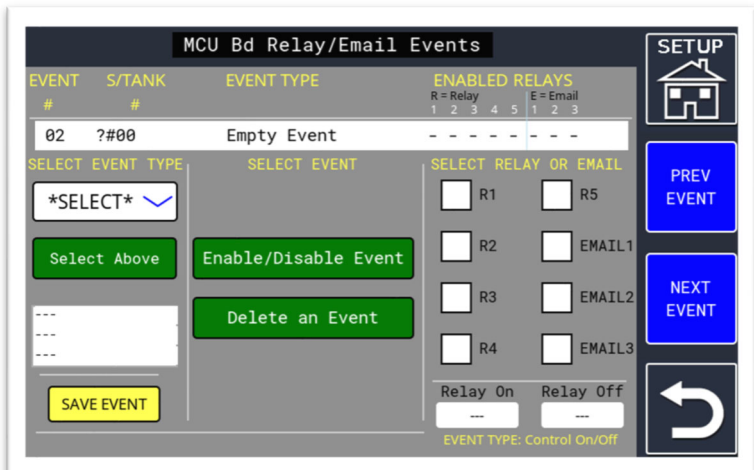 MCU Bd Relay/Email Events
SETUP
EVENT S/TANK EVENT TYPE ENABLED RELAYS
# # R = Relay E = Email
1 2 3 4 5 1 2 3
02 ?#00 Empty Event - - - - - - - -
SELECT EVENT TYPE SELECT EVENT SELECT RELAY OR EMAIL
*SELECT*
R1 R5
PREV
EVENT
Select Above
Enable/Disable Event
R2 EMAIL1
Delete an Event
R3 EMAIL2
NEXT
EVENT
---
---
---
R4 EMAIL3
SAVE EVENT
Relay On Relay Off
--- ---
EVENT TYPE: Control On/Off